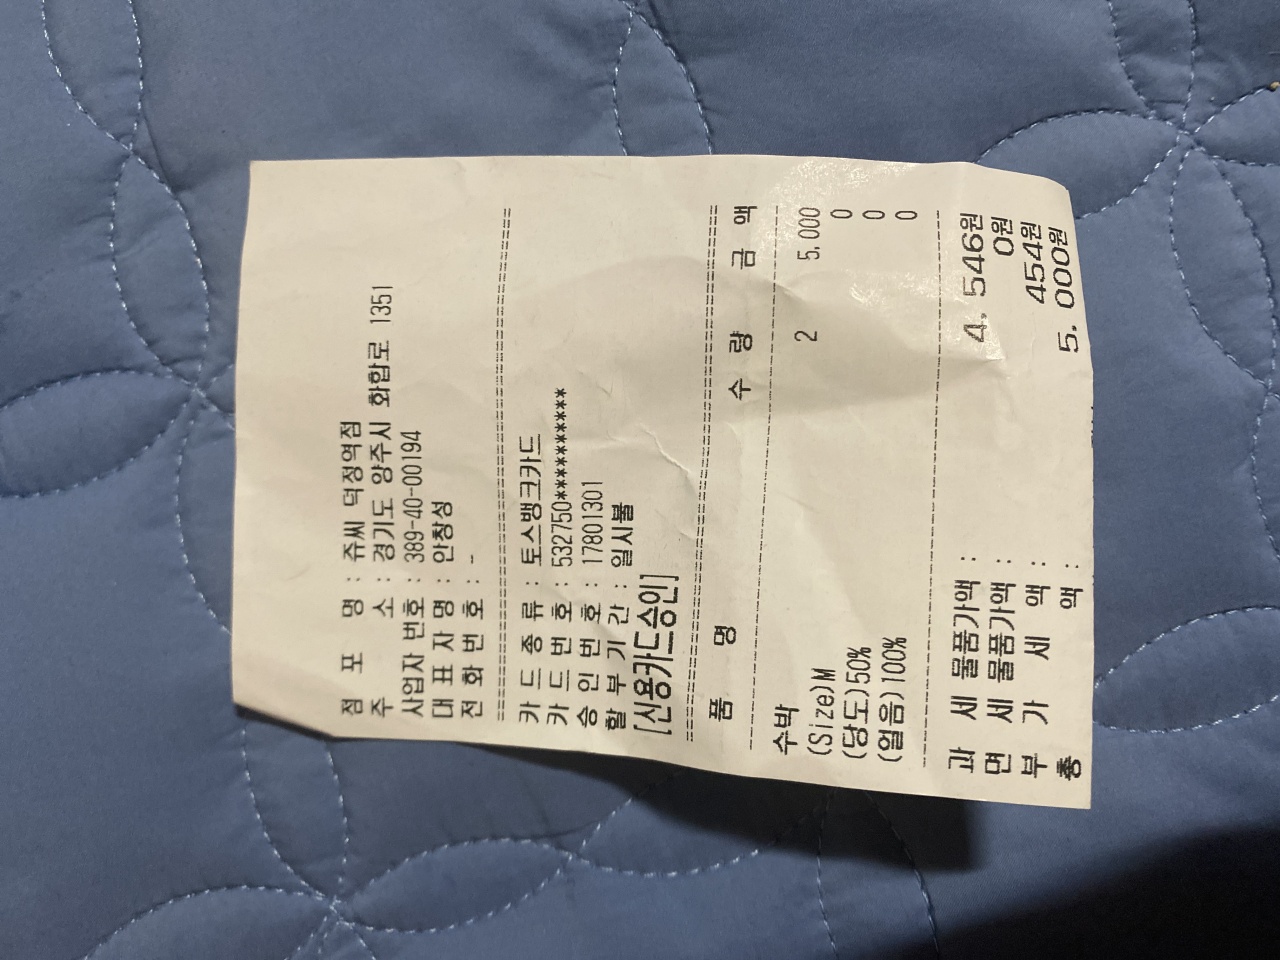 점 포 명 : 쥬씨 덕정역점
주 소 : 경기도 양주시 화합로 1351
사업자 번호 : 389-40-00194
대 표 자 명 : 안창성
전 화 번 호 : -
카 드 종 류 : 토스뱅크카드
카 드 번 호 : 532750**********
승 인 번 호 : 17801301
할 부 기 간 : 일시불
[신용카드승인]
품 명 수 량 금 액
수박 2 5,000
(Size)M 0
(당도)50% 0
(얼음)100% 0
과 세 물품가액 : 4,546원
면 세 물품가액 : 0원
부 가 세 액 : 454원
총 액 : 5,000원